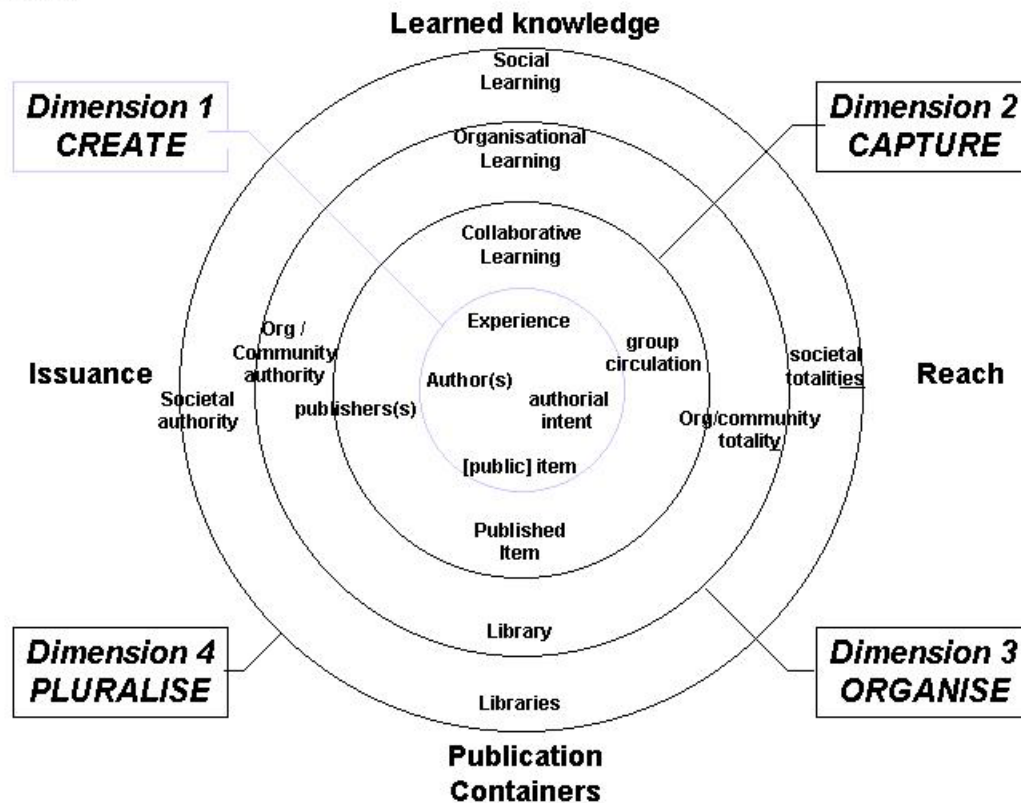 Learned knowledge
Social
Learning
Dimension 1
CREATE
Dimension 2
CAPTURE
Organisational
Learning
Collaborative
Learning
Experience
Org /
Community
authority
group
circulation
societal
totalities
Issuance
Reach
Author(s)
Societal
authority
publishers(s)
authorial
intent
Org/community
totality
[public] item
Published
Item
Library
Dimension 4
PLURALISE
Dimension 3
ORGANISE
Libraries
Publication
Containers